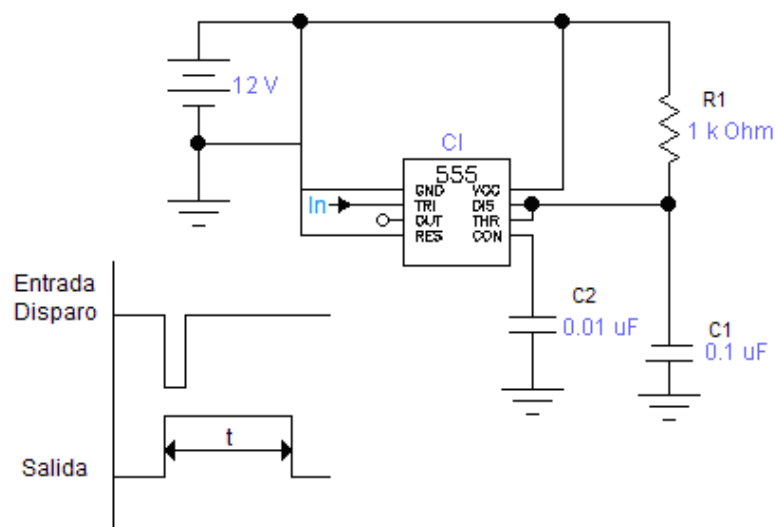 12 V
R1
1 k Ohm
CI
555
GND VCC
In TRI DIS
OUT THR
RES CON
Entrada
Disparo
C2
0.01 uF
C1
0.1 uF
t
Salida